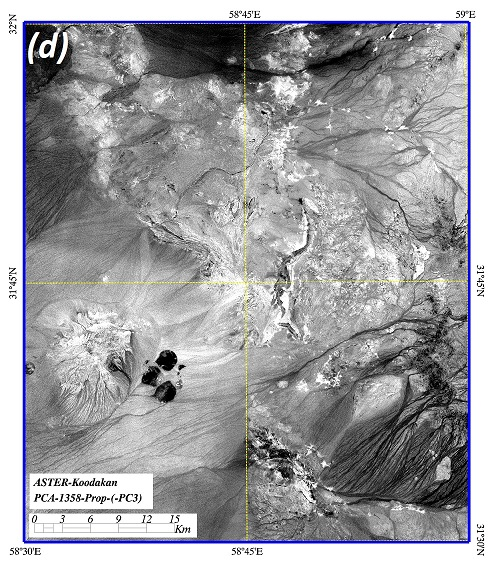 58°45'E 59°E
32°N
(d)
31°45'N 31°45'N
ASTER-Koodakan
PCA-1358-Prop-(-PC3)
0 3 6 9 12 15
Km
31°30'N
58°30'E 58°45'E